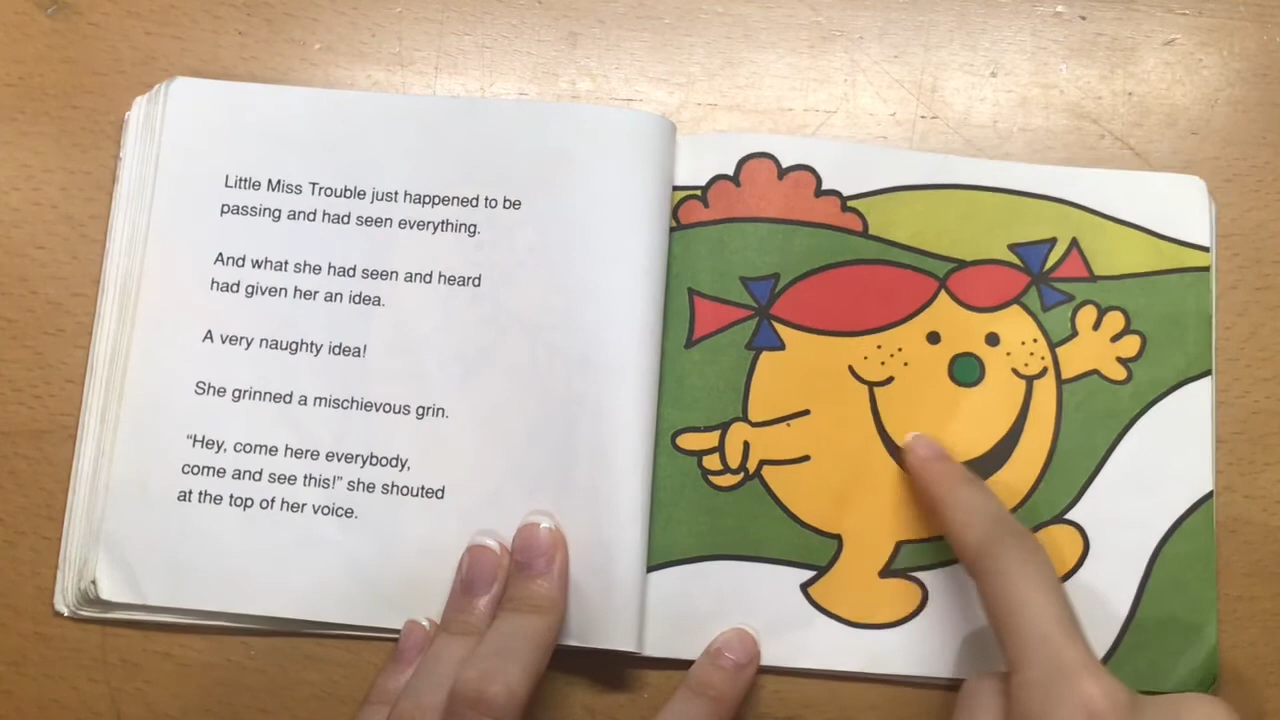 Little Miss Trouble just happened to be
passing and had seen everything.
And what she had seen and heard
had given her an idea.
A very naughty idea!
She grinned a mischievous grin.
“Hey, come here everybody,
come and see this!” she shouted
at the top of her voice.